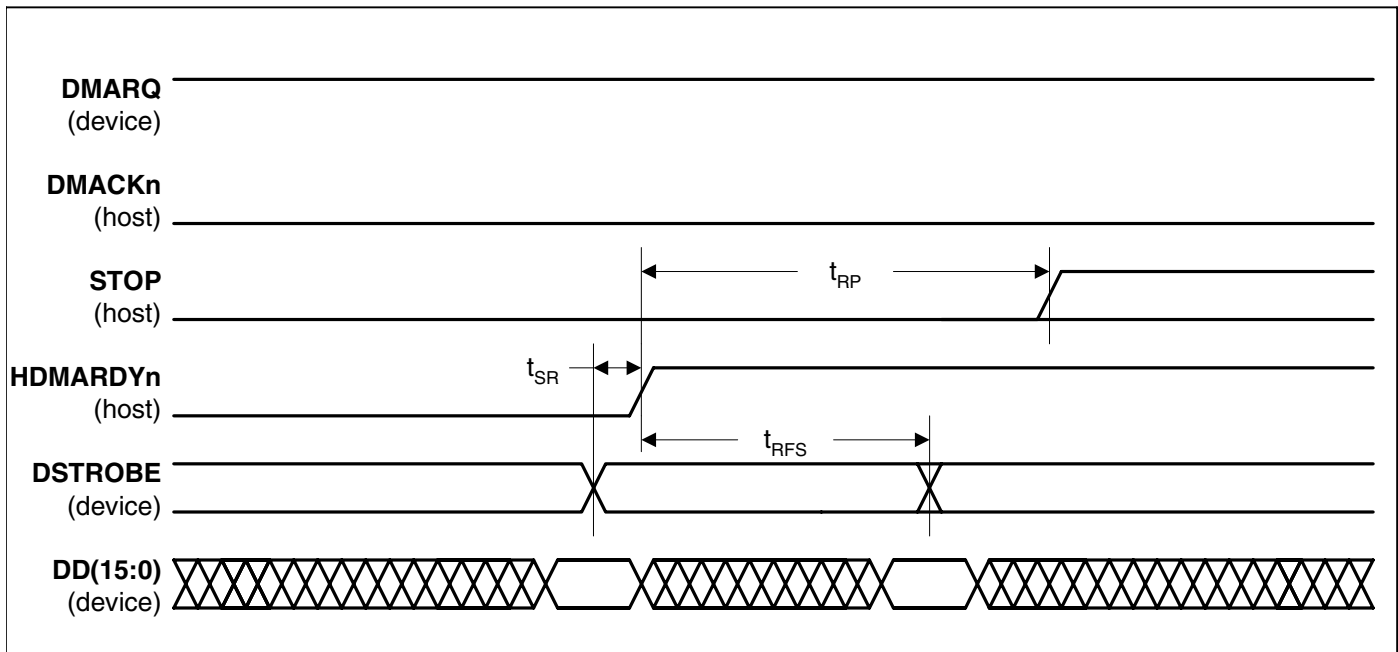 DMARQ
(device)
DMACKn
(host)
STOP
(host)
tRP
HDMARDYn
(host)
tSR
tRFS
DSTROBE
(device)
DD(15:0)
(device)